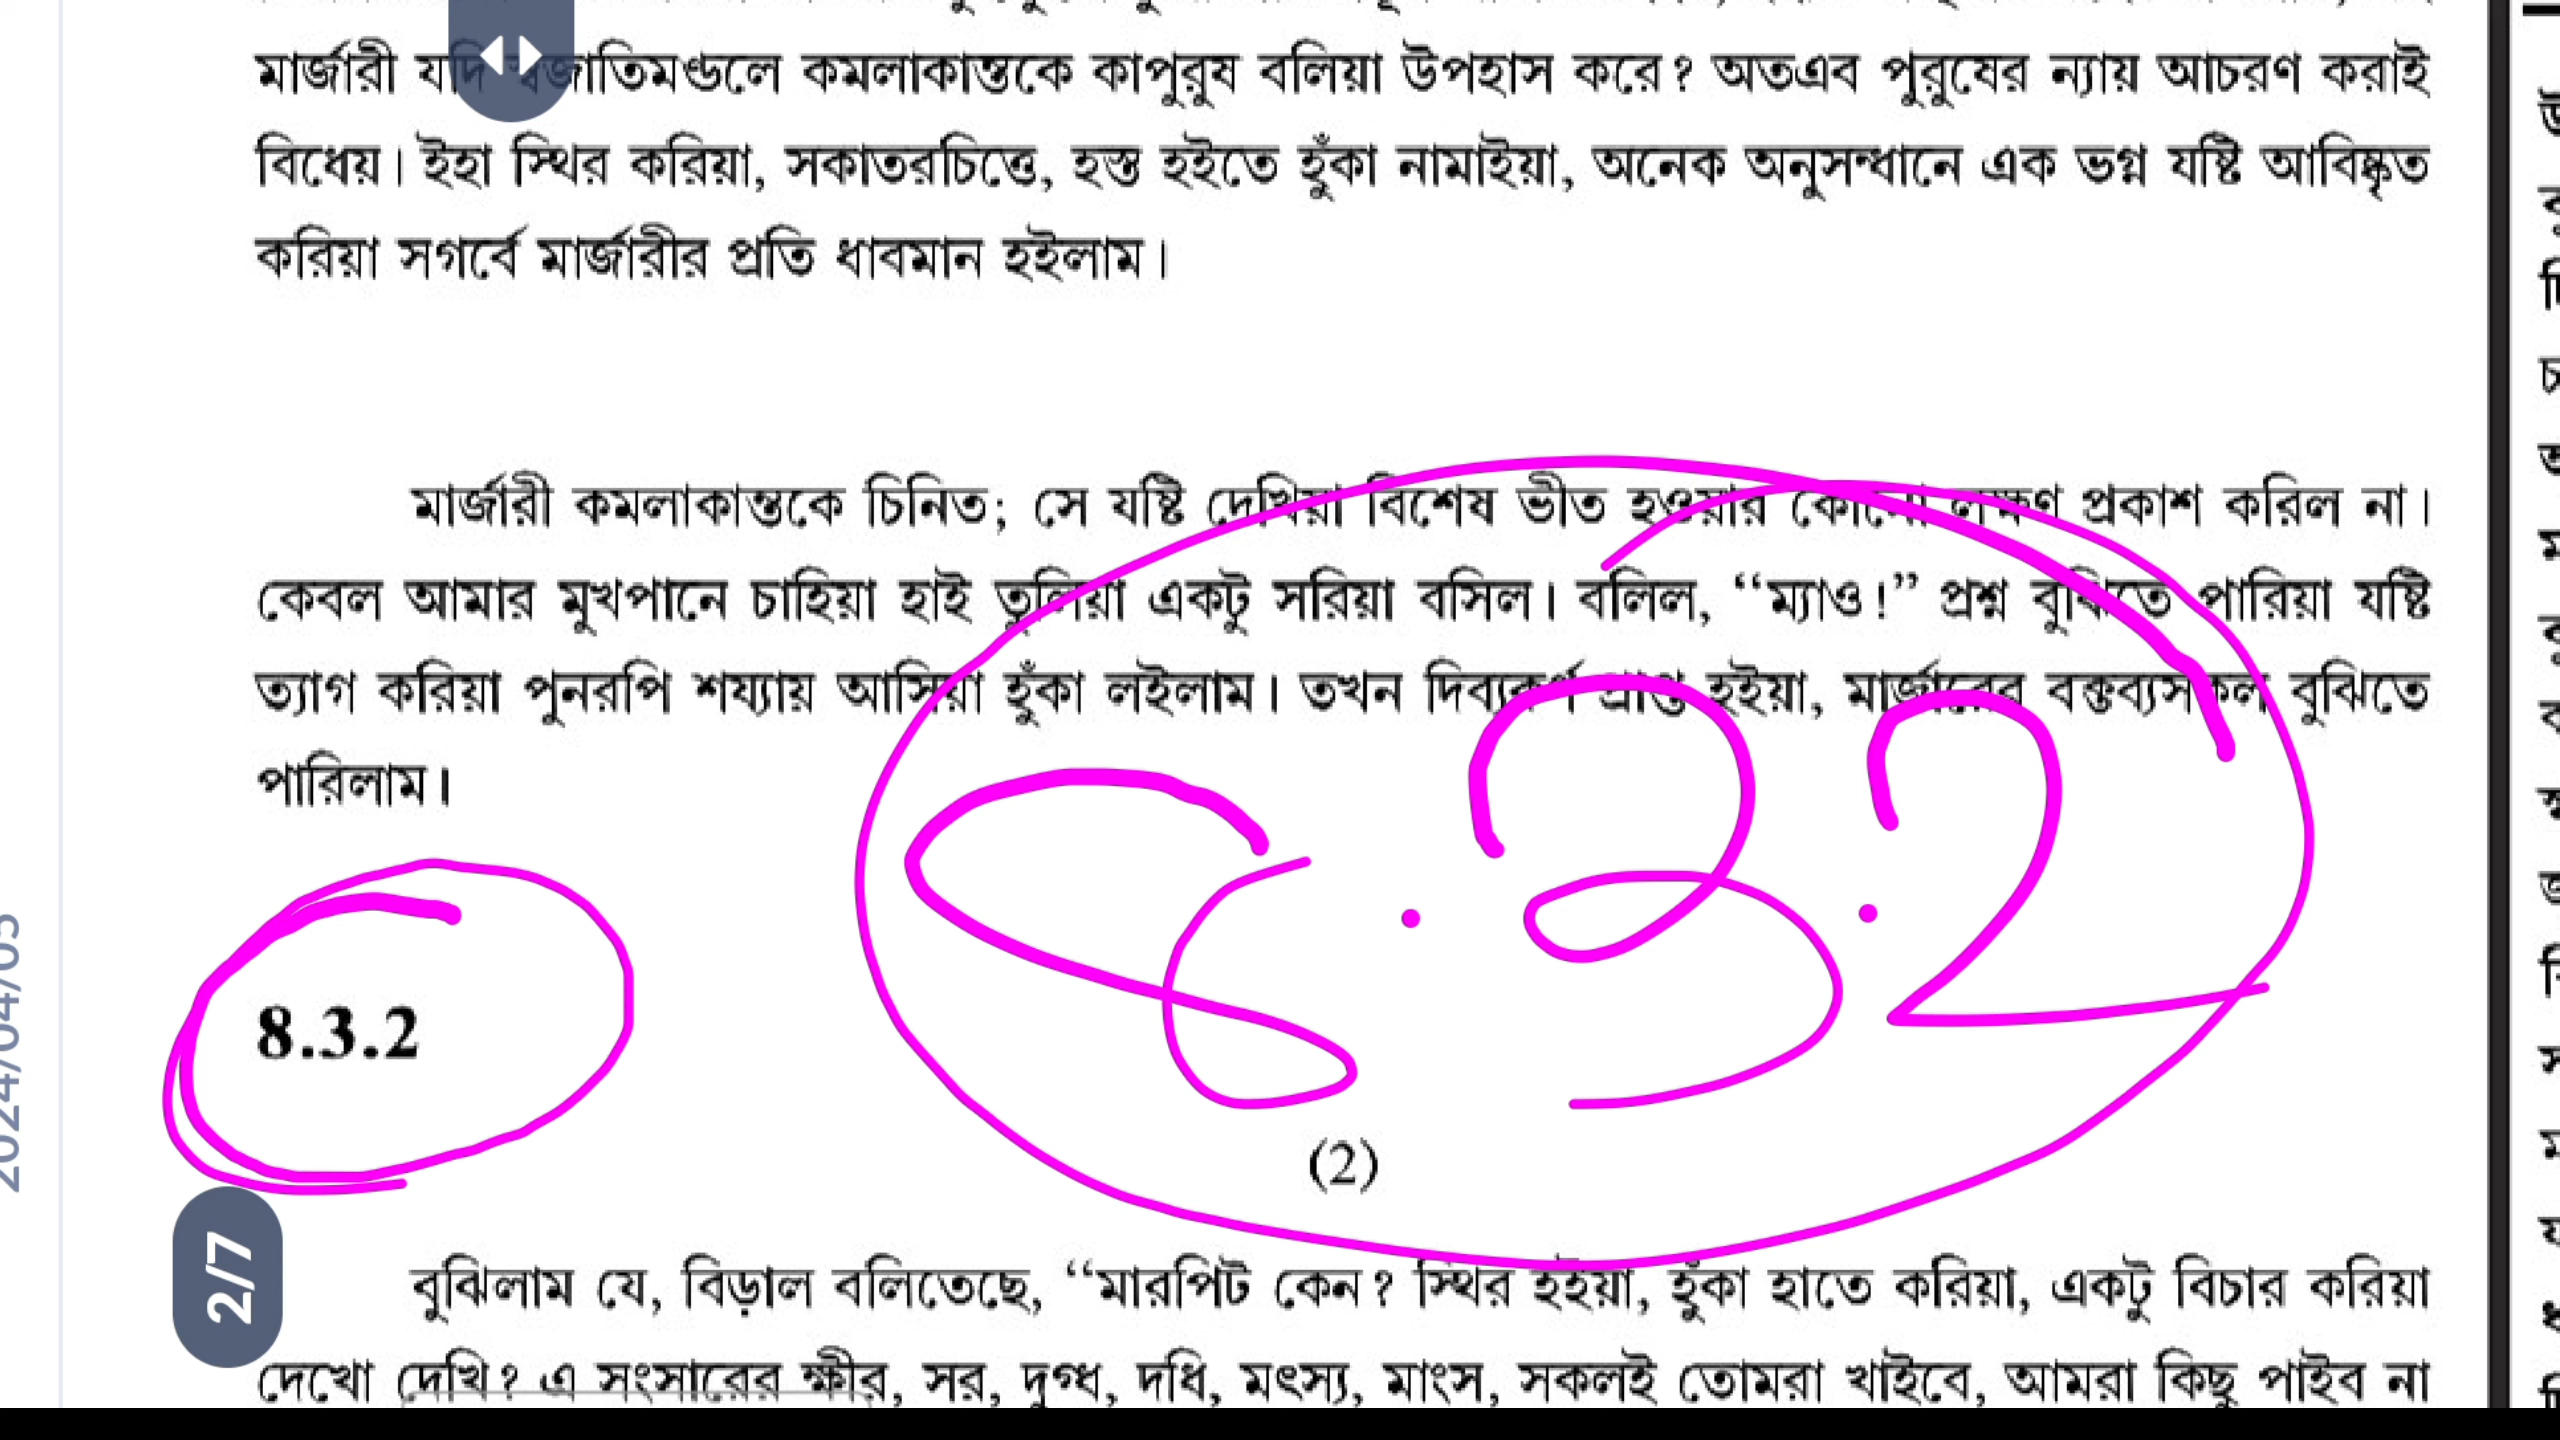 মার্জারী যদি স্বজাতিমণ্ডলে কমলাকান্তকে কাপুরুষ বলিয়া উপহাস করে? অতএব পুরুষের ন্যায় আচরণ করাই
বিধেয়। ইহা স্থির করিয়া, সকাতরচিত্তে, হস্ত হইতে হুঁকা নামাইয়া, অনেক অনুসন্ধানে এক ভগ্ন যষ্টি আবিষ্কৃত
করিয়া সগর্বে মার্জারীর প্রতি ধাবমান হইলাম।
মার্জারী কমলাকান্তকে চিনিত; সে যষ্টি দেখিয়া বিশেষ ভীত হওয়ার কোনো লক্ষণ প্রকাশ করিল না।
কেবল আমার মুখপানে চাহিয়া হাই তুলিয়া একটু সরিয়া বসিল। বলিল, “ম্যাও!” প্রশ্ন বুঝিতে পারিয়া যষ্টি
ত্যাগ করিয়া পুনরপি শয্যায় আসিয়া হুঁকা লইলাম। তখন দিব্যকর্ণ প্রাপ্ত হইয়া, মার্জারের বক্তব্যসকল বুঝিতে
পারিলাম।
8.3.2
8.3.2
(2)
2/7
বুঝিলাম যে, বিড়াল বলিতেছে, “মারপিট কেন? স্থির হইয়া, হুঁকা হাতে করিয়া, একটু বিচার করিয়া
দেখো দেখি? এ সংসারের ক্ষীর, সর, দুগ্ধ, দধি, মৎস্য, মাংস, সকলই তোমরা খাইবে, আমরা কিছু পাইব না